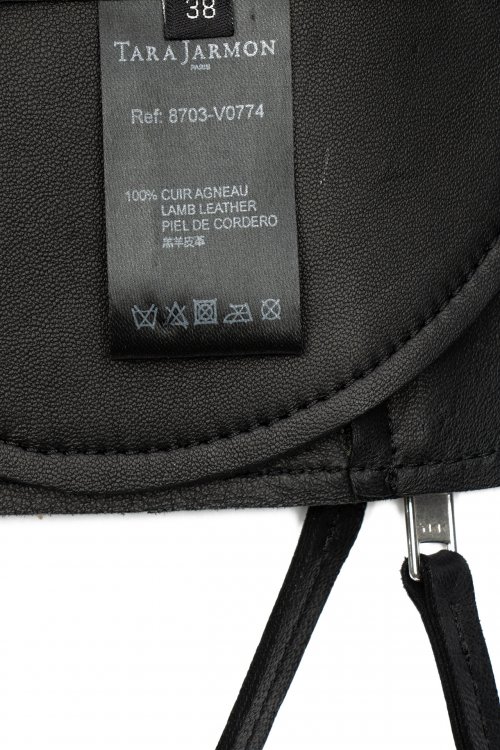 38
TARA JARMON
PARIS
Ref: 8703-V0774
100% CUIR AGNEAU
LAMB LEATHER
PIEL DE CORDERO
羔羊皮革